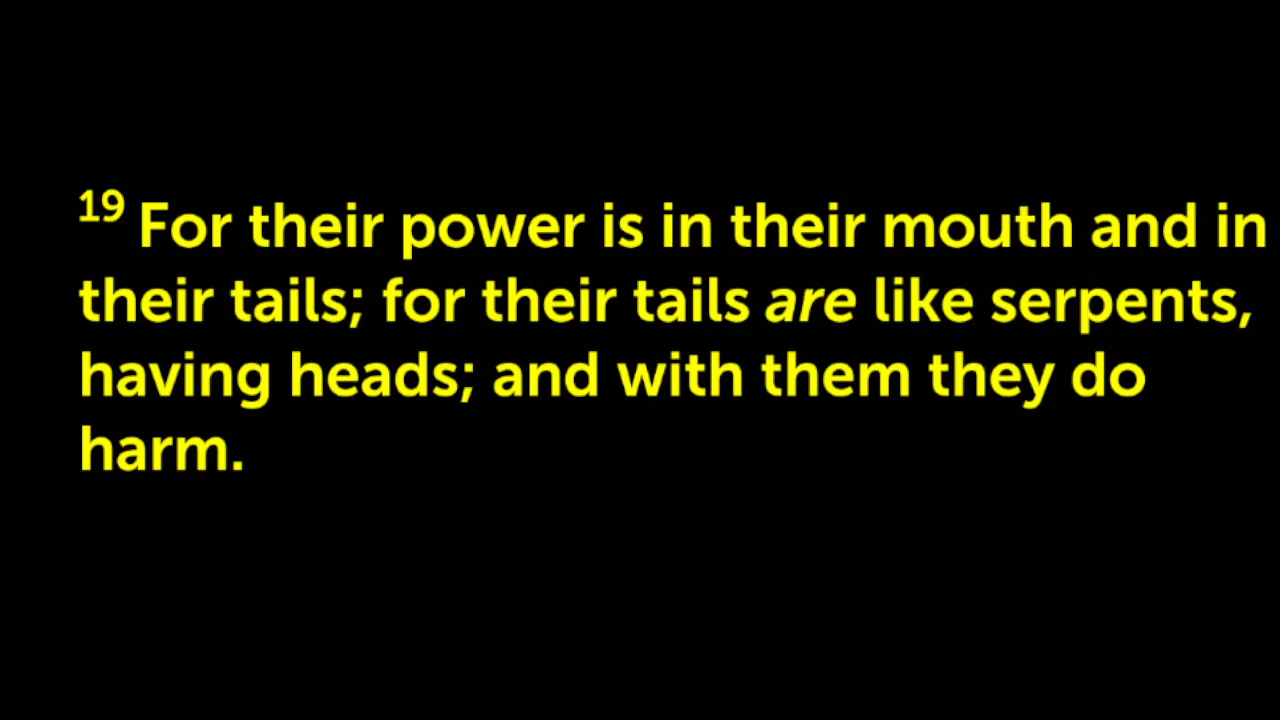 19 For their power is in their mouth and in
their tails; for their tails are like serpents,
having heads; and with them they do
harm.